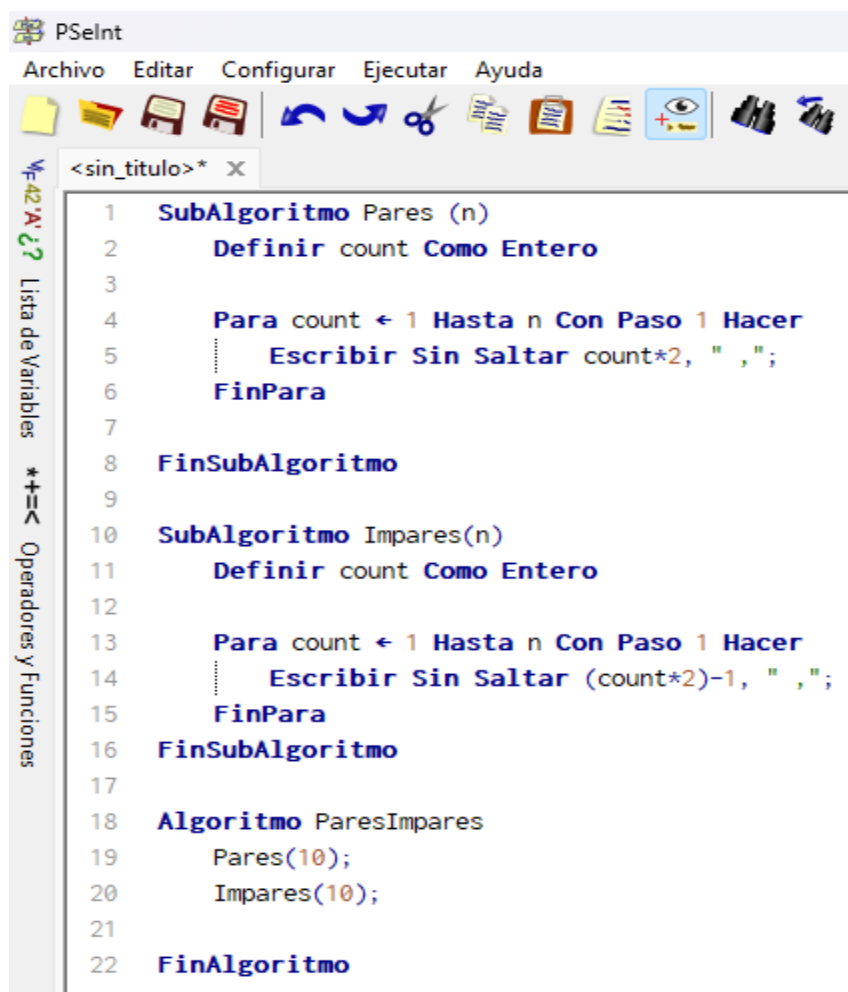 PSeInt
Archivo Editar Configurar Ejecutar Ayuda
<sin_titulo>* X
VF42'A'¿? Lista de Variables
*+=< Operadores y Funciones
1 SubAlgoritmo Pares (n)
2 Definir count Como Entero
3
4 Para count ← 1 Hasta n Con Paso 1 Hacer
5 Escribir Sin Saltar count*2, " ,";
6 FinPara
7
8 FinSubAlgoritmo
9
10 SubAlgoritmo Impares(n)
11 Definir count Como Entero
12
13 Para count ← 1 Hasta n Con Paso 1 Hacer
14 Escribir Sin Saltar (count*2)-1, " ,";
15 FinPara
16 FinSubAlgoritmo
17
18 Algoritmo ParesImpares
19 Pares(10);
20 Impares(10);
21
22 FinAlgoritmo